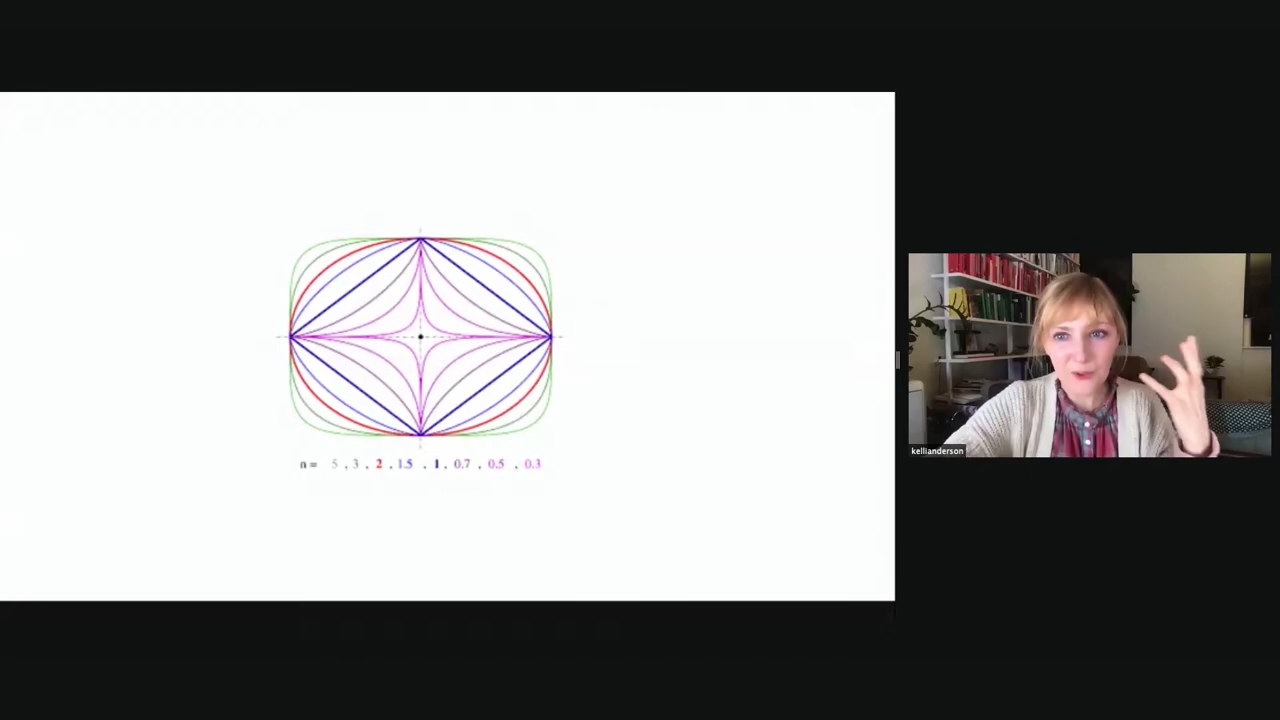 n = 5 , 3 , 2 , 1.5 , 1 , 0.7 , 0.5 , 0.3
kellianderson